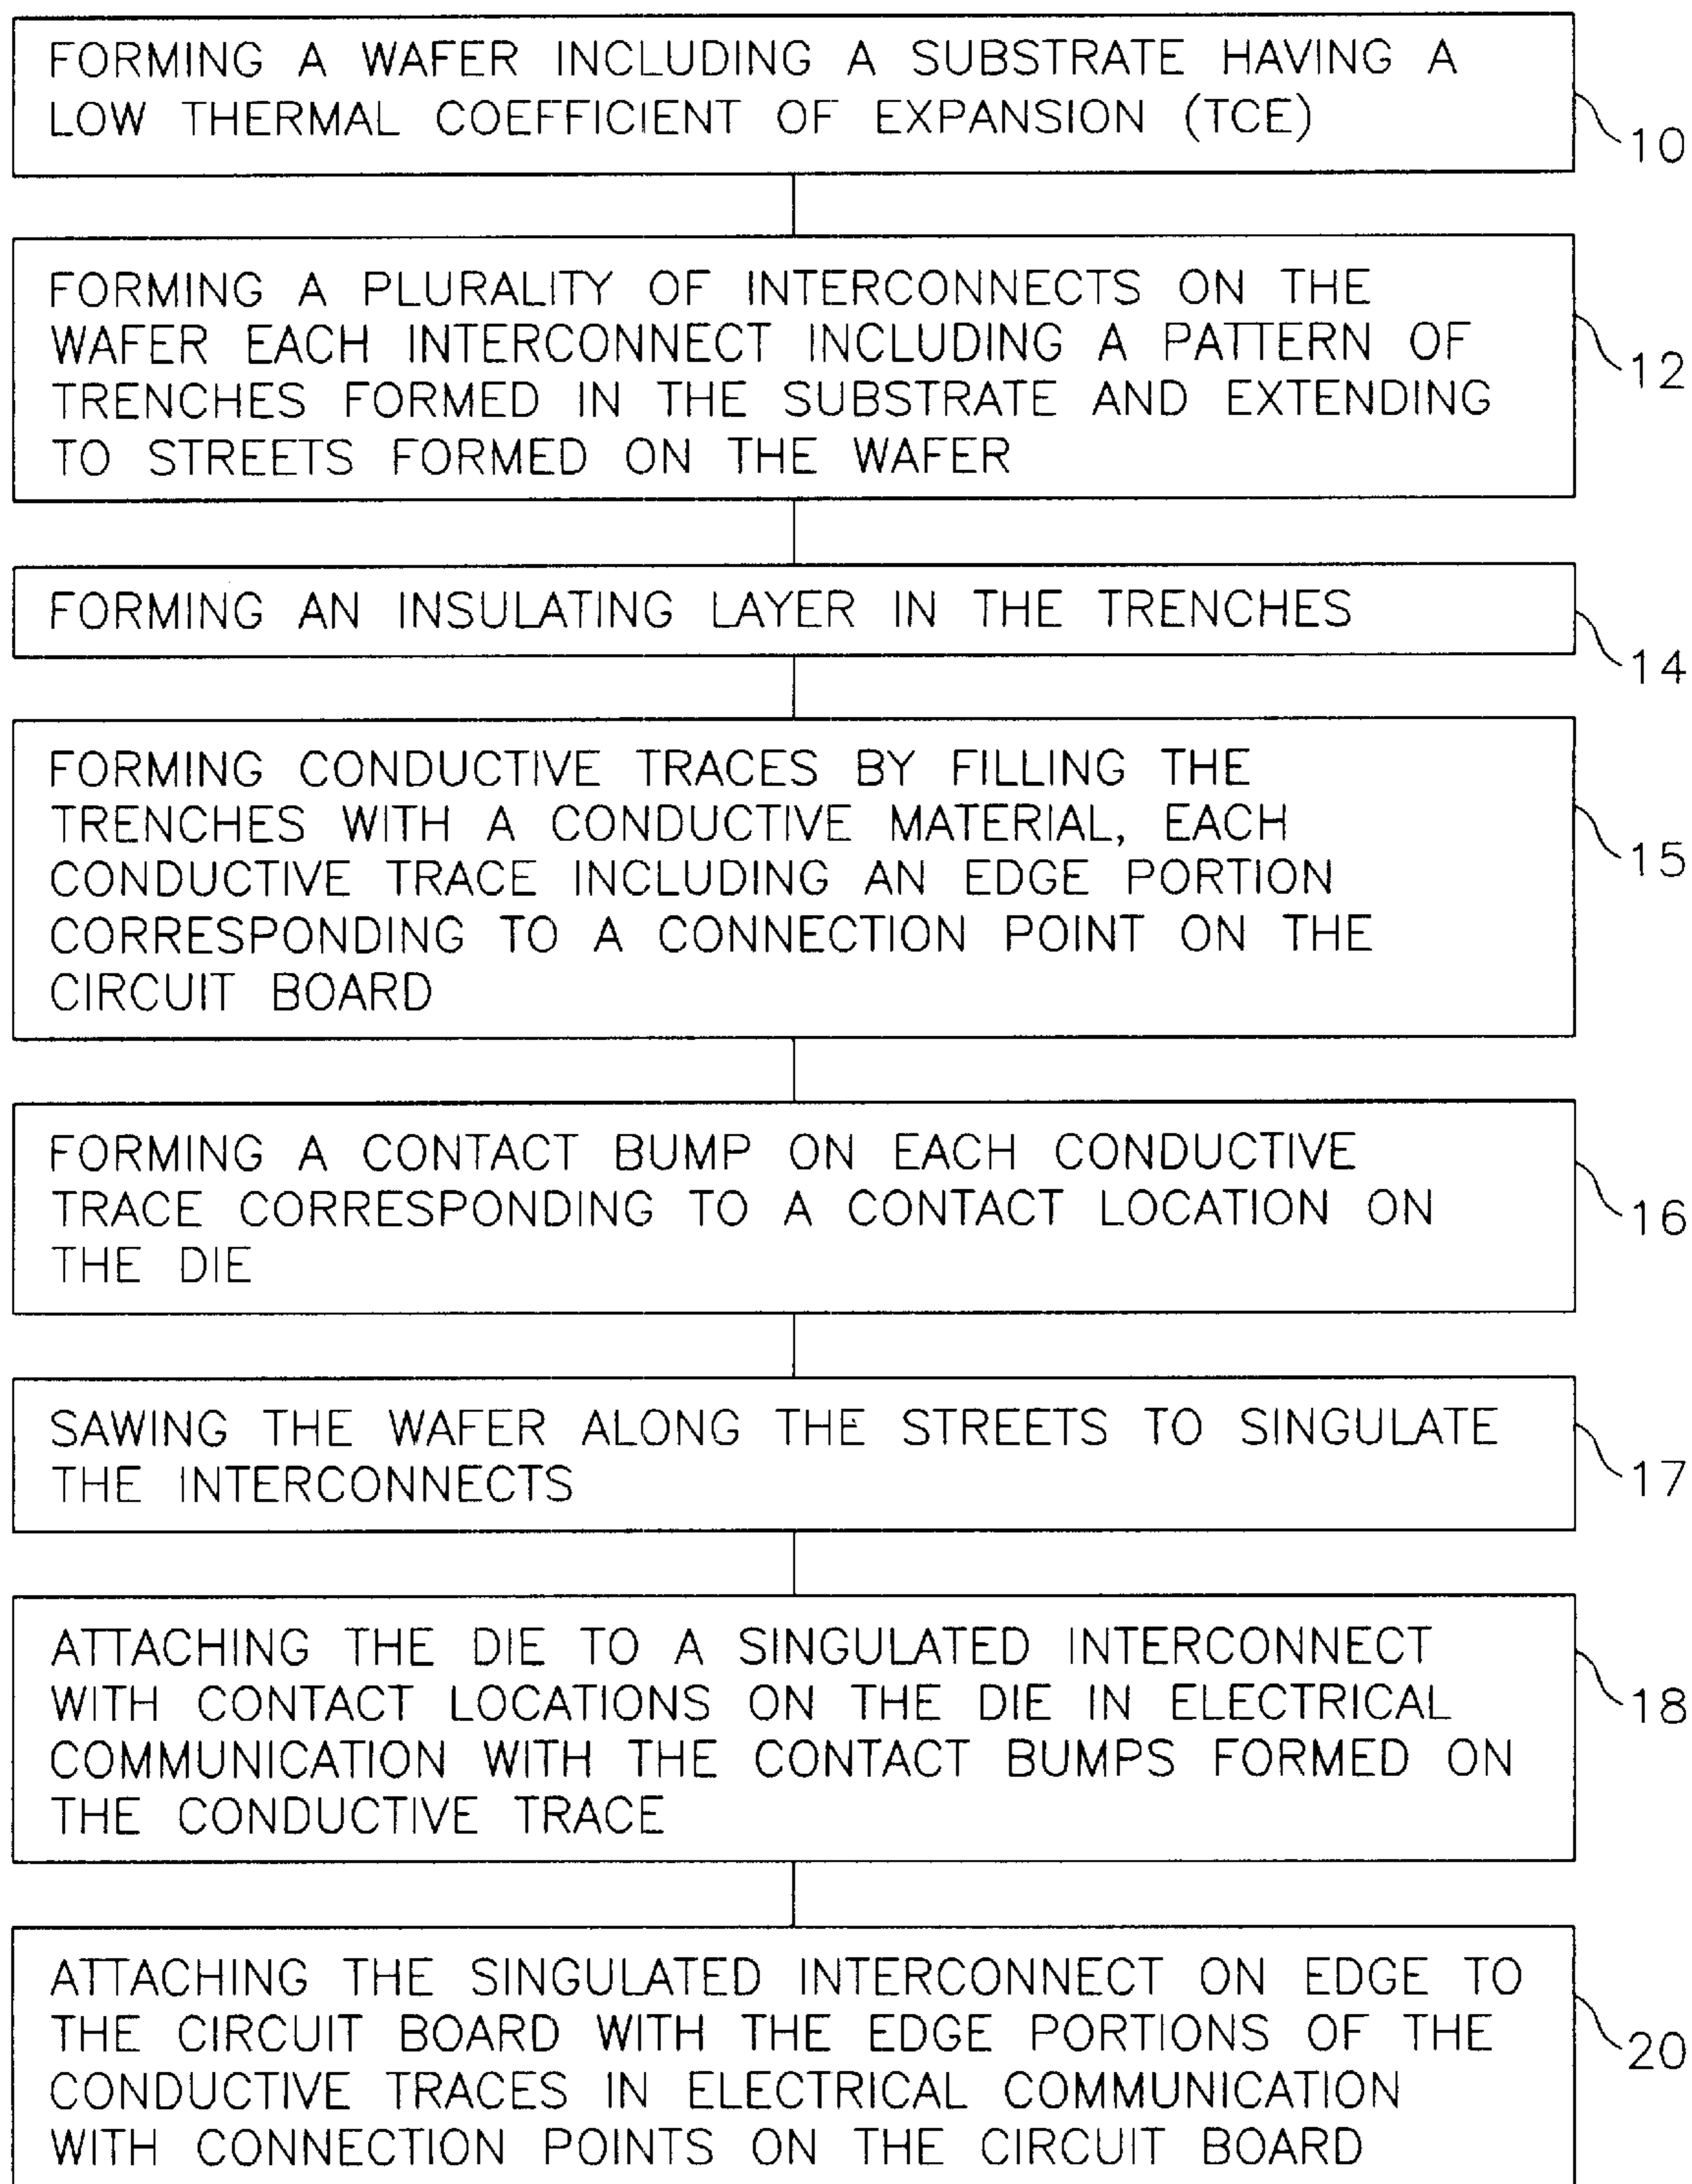 FORMING A WAFER INCLUDING A SUBSTRATE HAVING A
LOW THERMAL COEFFICIENT OF EXPANSION (TCE)
10
FORMING A PLURALITY OF INTERCONNECTS ON THE
WAFER EACH INTERCONNECT INCLUDING A PATTERN OF
TRENCHES FORMED IN THE SUBSTRATE AND EXTENDING
TO STREETS FORMED ON THE WAFER
12
FORMING AN INSULATING LAYER IN THE TRENCHES
14
FORMING CONDUCTIVE TRACES BY FILLING THE
TRENCHES WITH A CONDUCTIVE MATERIAL, EACH
CONDUCTIVE TRACE INCLUDING AN EDGE PORTION
CORRESPONDING TO A CONNECTION POINT ON THE
CIRCUIT BOARD
15
FORMING A CONTACT BUMP ON EACH CONDUCTIVE
TRACE CORRESPONDING TO A CONTACT LOCATION ON
THE DIE
16
SAWING THE WAFER ALONG THE STREETS TO SINGULATE
THE INTERCONNECTS
17
ATTACHING THE DIE TO A SINGULATED INTERCONNECT
WITH CONTACT LOCATIONS ON THE DIE IN ELECTRICAL
COMMUNICATION WITH THE CONTACT BUMPS FORMED ON
THE CONDUCTIVE TRACE
18
ATTACHING THE SINGULATED INTERCONNECT ON EDGE TO
THE CIRCUIT BOARD WITH THE EDGE PORTIONS OF THE
CONDUCTIVE TRACES IN ELECTRICAL COMMUNICATION
WITH CONNECTION POINTS ON THE CIRCUIT BOARD
20